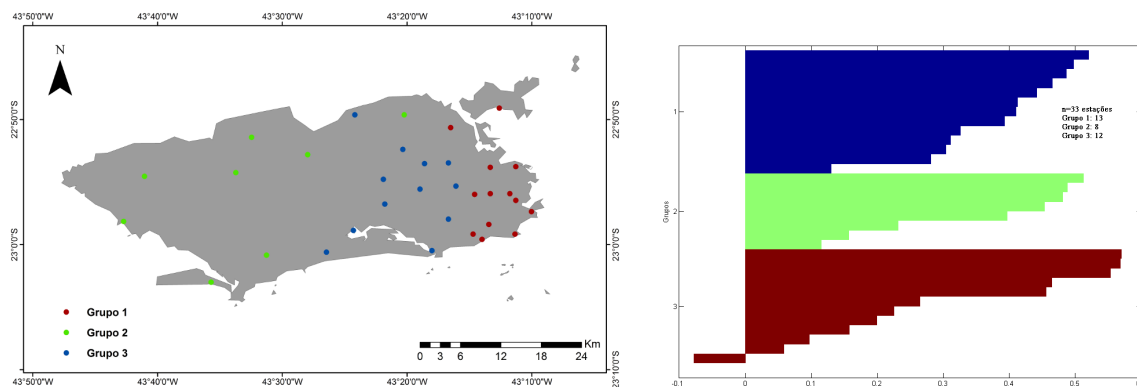 43°50'0"O 43°40'0"O 43°30'0"O 43°20'0"O 43°10'0"O
N
22°50'0"S 22°50'0"S
23°0'0"S 23°0'0"S
23°10'0"S
Grupo 1
Grupo 2
Grupo 3
Km
0 1.5 3 6 12 18 24
43°50'0"O 43°40'0"O 43°30'0"O 43°20'0"O 43°10'0"O
n=33 estações
Grupo 1: 13
Grupo 2: 8
Grupo 3: 12
Grupos
1
2
3
-0.1 0 0.1 0.2 0.3 0.4 0.5 0.6